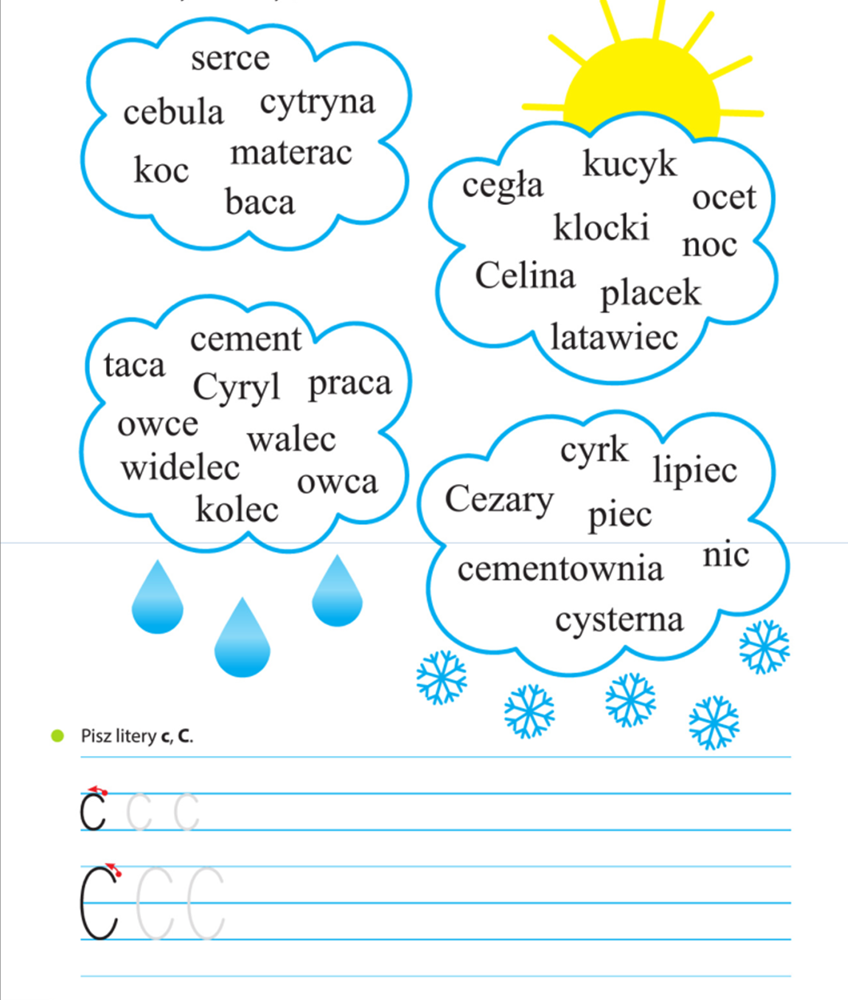 serce
cebula cytryna
koc materac
baca
kucyk
cegła ocet
klocki noc
Celina placek
latawiec
cement
taca
Cyryl praca
owce walec
widelec owca
kolec
cyrk lipiec
Cezary piec
cementownia nic
cysterna
Pisz litery c, C.
c c c
C C C